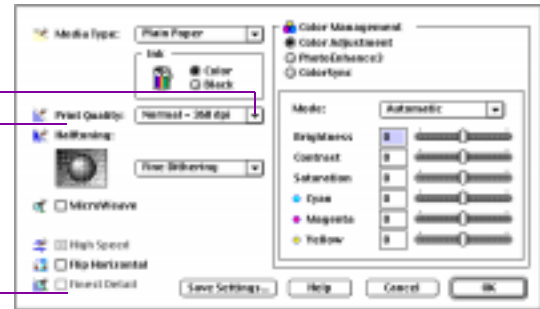 Media Type:
Plain Paper
Ink
Color
Black
Print Quality:
Normal - 360 dpi
Halftoning:
Fine Dithering
MicroWeave
High Speed
Flip Horizontal
Finest Detail
Color Management
Color Adjustment
PhotoEnhance3
ColorSync
Mode:
Automatic
Brightness
0
Contrast
0
Saturation
0
Cyan
0
Magenta
0
Yellow
0
Save Settings...
Help
Cancel
OK